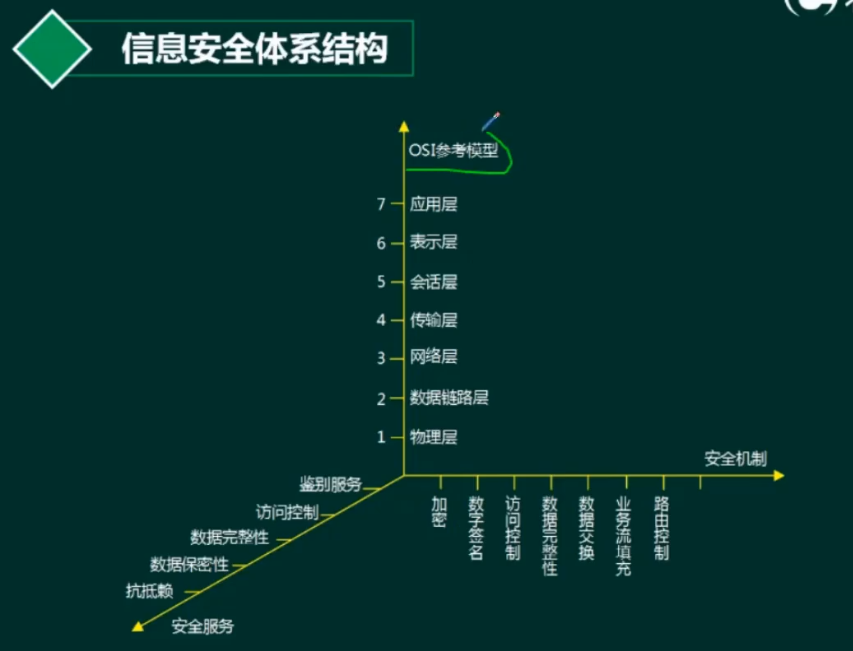 信息安全体系结构
OSI参考模型
7 应用层
6 表示层
5 会话层
4 传输层
3 网络层
2 数据链路层
1 物理层
安全机制
加密
数字签名
访问控制
数据完整性
数据交换
业务流填充
路由控制
鉴别服务
访问控制
数据完整性
数据保密性
抗抵赖
安全服务